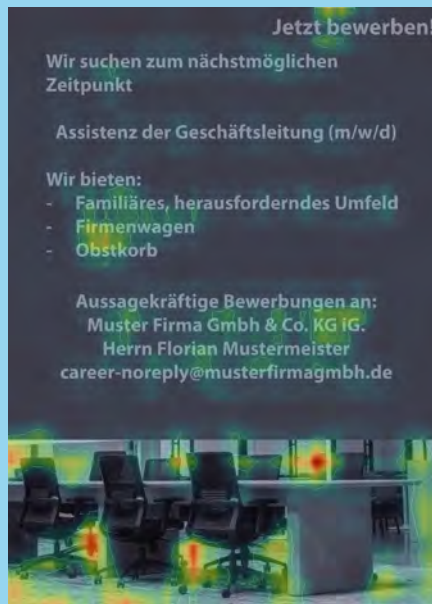 Jetzt bewerben!
Wir suchen zum nächstmöglichen
Zeitpunkt
Assistenz der Geschäftsleitung (m/w/d)
Wir bieten:
- Familiäres, herausforderndes Umfeld
- Firmenwagen
- Obstkorb
Aussagekräftige Bewerbungen an:
Muster Firma Gmbh & Co. KG iG.
Herrn Florian Mustermeister
career-noreply@musterfirmagmbh.de